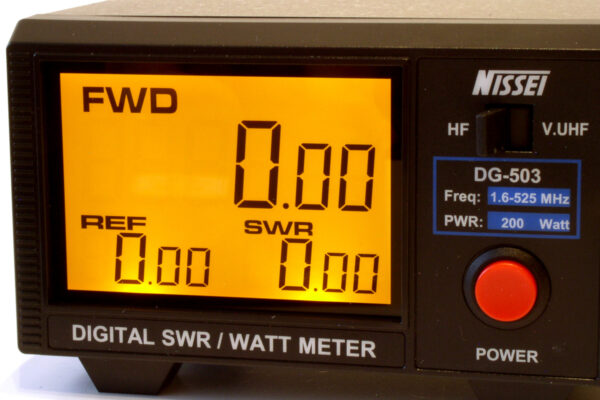 FWD
0.00
REF
0.00
SWR
0.00
DIGITAL SWR / WATT METER
NISSEI
HF V.UHF
DG-503
Freq: 1.6-525 MHz
PWR: 200 Watt
POWER